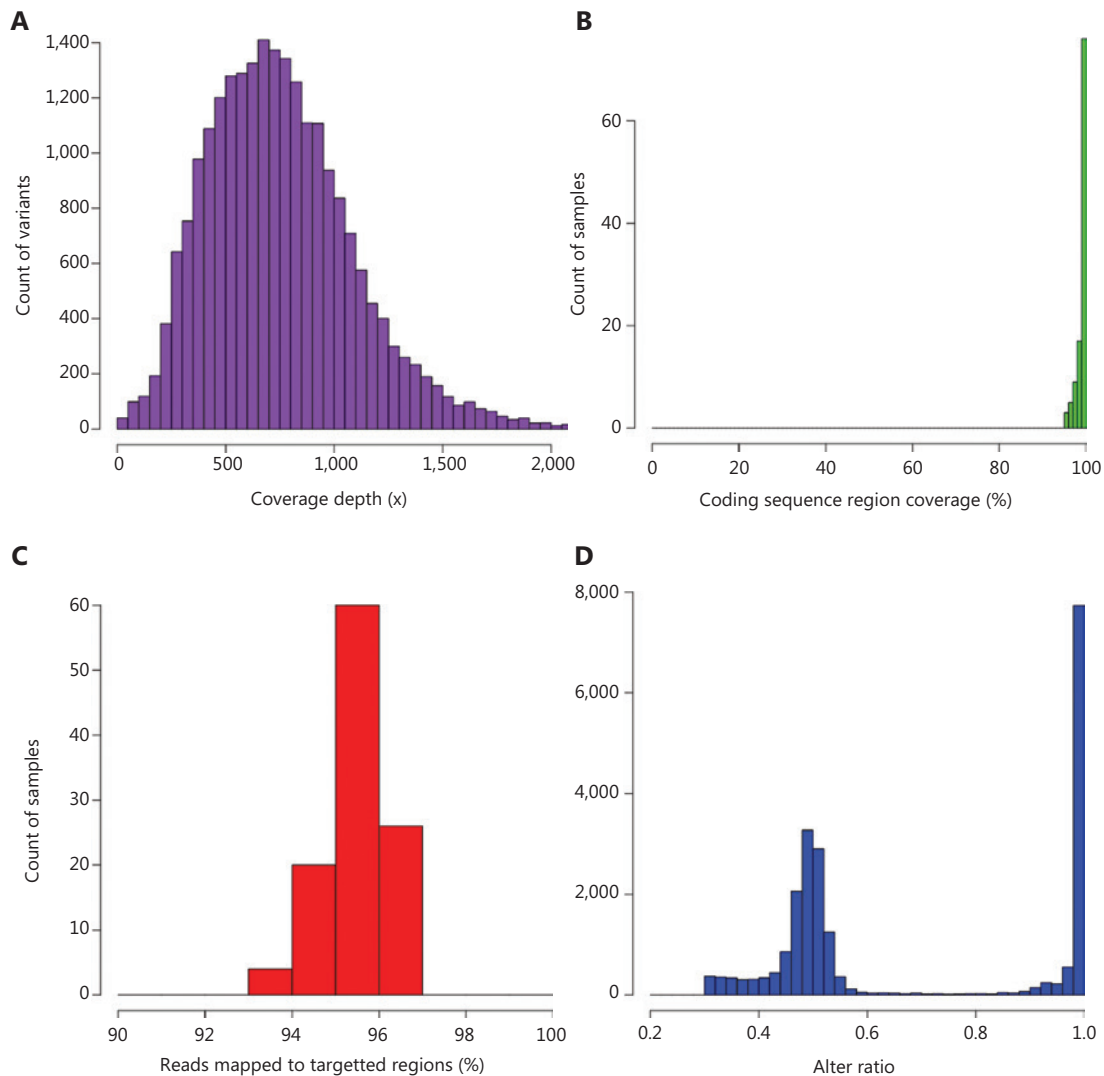 A
1,400
1,200
1,000
800
600
400
200
0
Count of variants
0 500 1,000 1,500 2,000
Coverage depth (x)
B
60
40
20
0
Count of samples
0 20 40 60 80 100
Coding sequence region coverage (%)
C
60
50
40
30
20
10
0
Count of samples
90 92 94 96 98 100
Reads mapped to targetted regions (%)
D
8,000
6,000
4,000
2,000
0
0.2 0.4 0.6 0.8 1.0
Alter ratio